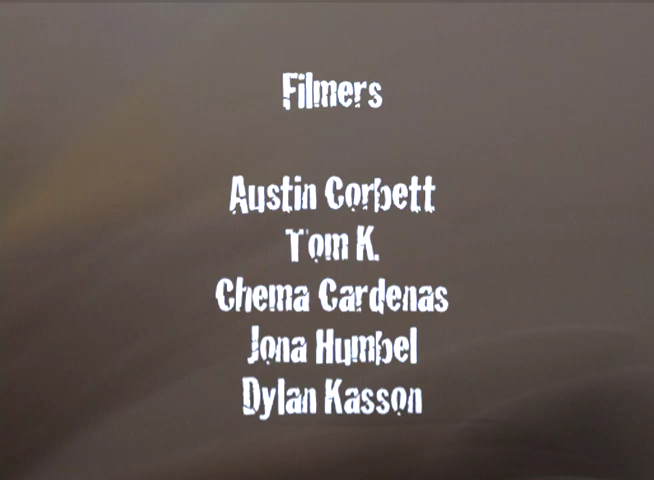 Filmers
Austin Corbett
Tom K.
Chema Cardenas
Jona Humbel
Dylan Kasson